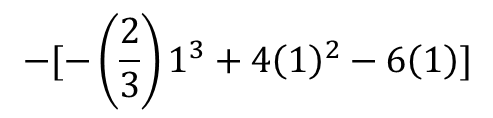 −[−(2/3) 1³ + 4(1)² − 6(1)]